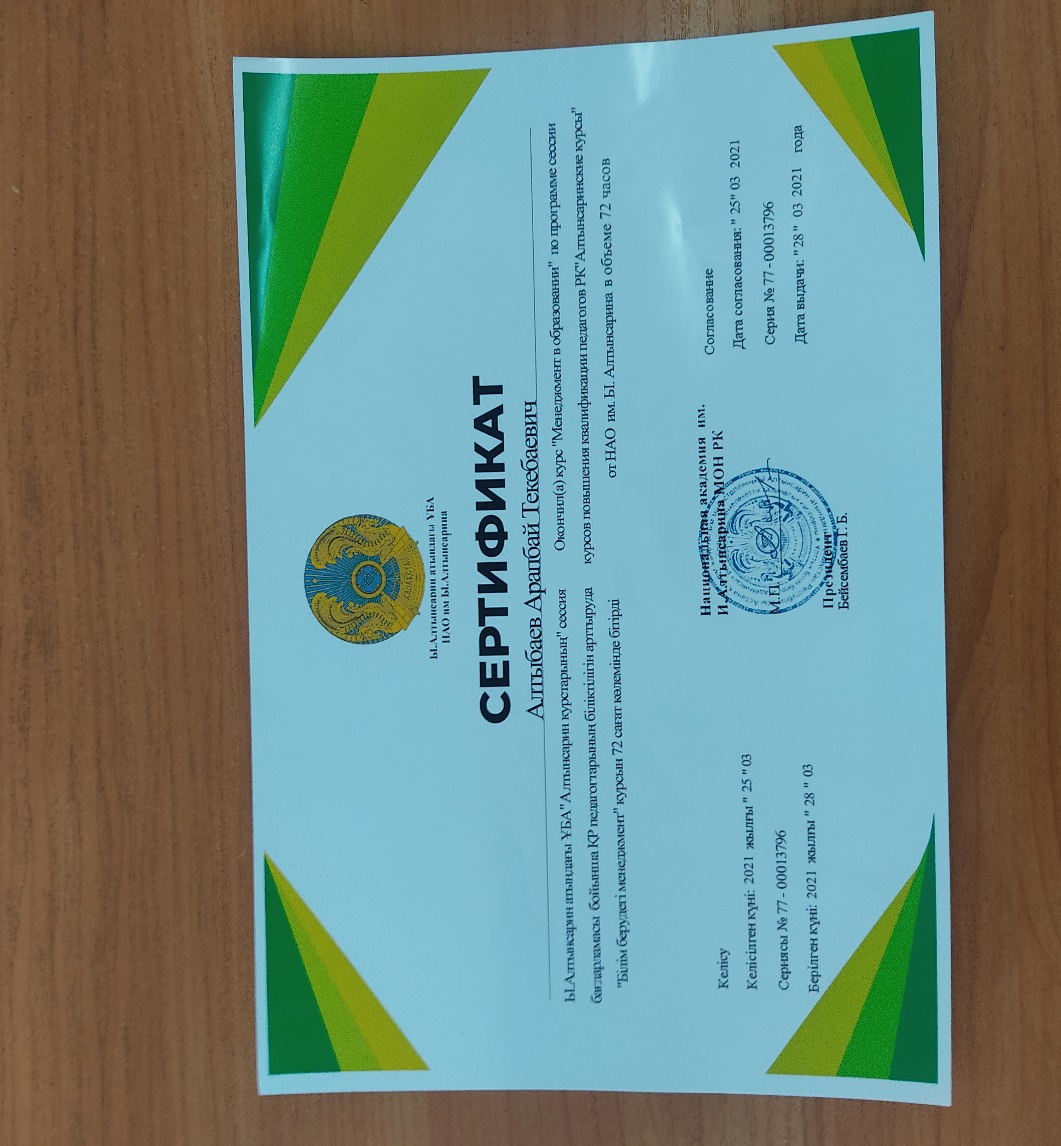 Ы.Алтынсарин атындағы ҰБА
НАО им Ы.Алтынсарина
СЕРТИФИКАТ
Алтыбаев Арапбай Текебаевич
Ы.Алтынсарин атындағы ҰБА"Алтынсарин курстарының" сессия
бағдарламасы бойынша ҚР педагогтарының біліктілігін арттыруда
"Білім берудегі менеджмент" курсын 72 сағат көлемінде бітірді
Окончил(а) курс "Менеджмент в образовании" по программе сессии
курсов повышения квалификации педагогов РК"Алтынсаринские курсы"
от НАО им. Ы. Алтынсарина в объеме 72 часов
Келісу
Келісілген күні: 2021 жылғы " 25 " 03
Сериясы № 77 - 00013796
Берілген күні: 2021 жылғы " 28 " 03
Национальная академия им.
И.Алтынсарина МОН РК
М.П.
Президент
Бейсембаев Г. Б.
Согласование
Дата согласования: " 25" 03 2021
Серия № 77 - 00013796
Дата выдачи: " 28 " 03 2021 года